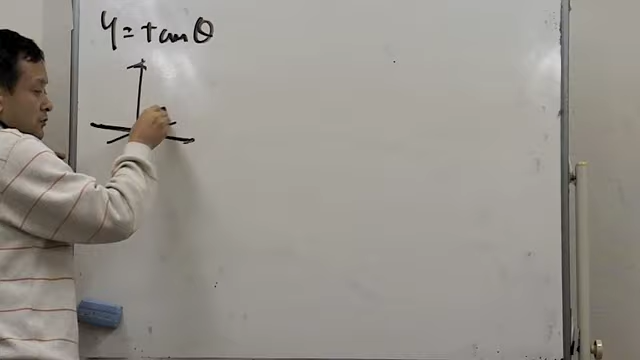 y = tan θ